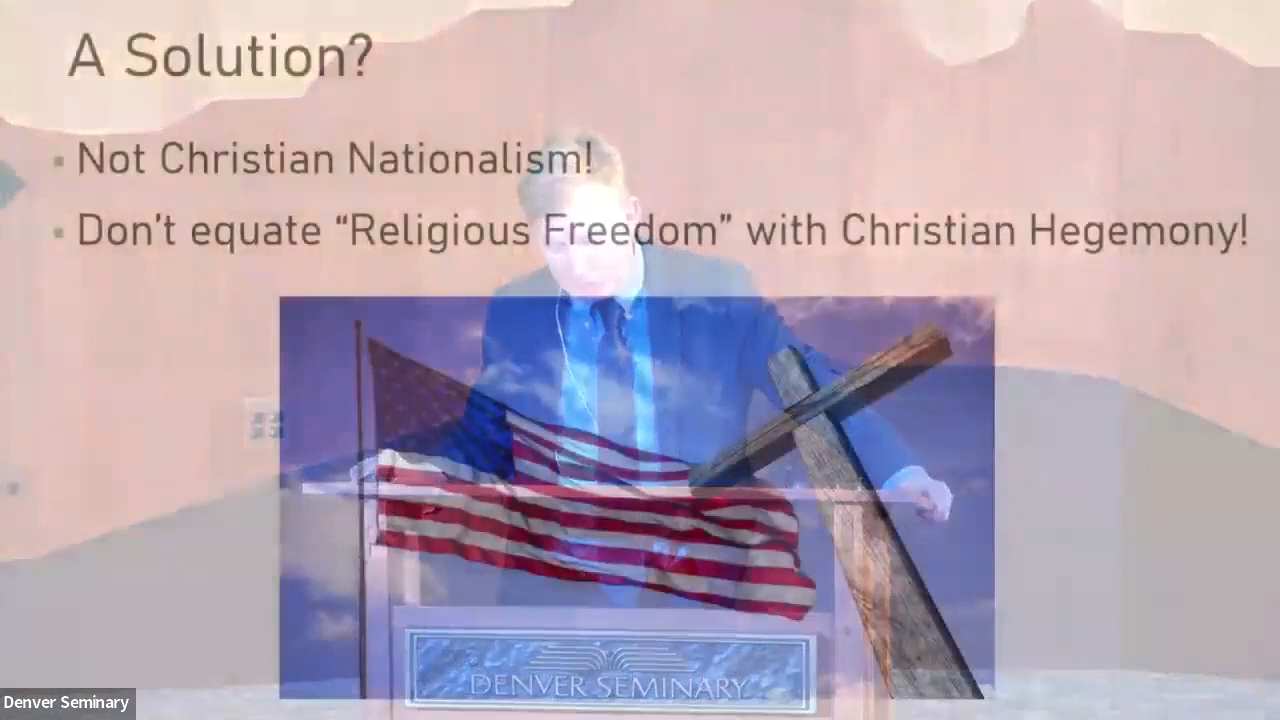 A Solution?
▪ Not Christian Nationalism!
▪ Don't equate “Religious Freedom” with Christian Hegemony!
DENVER SEMINARY
Denver Seminary